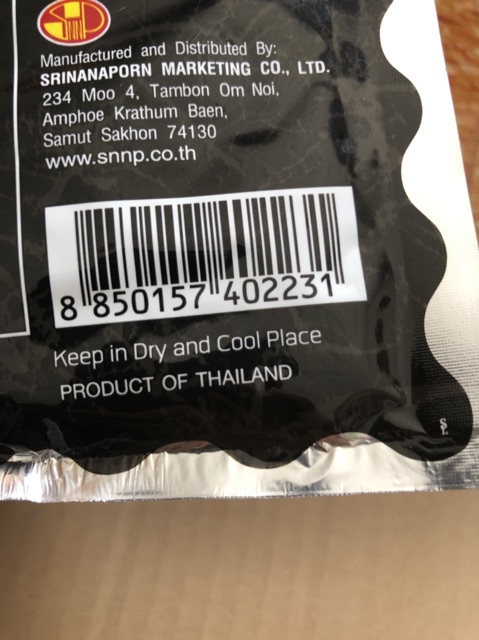 SNNP
Manufactured and Distributed By:
SRINANAPORN MARKETING CO., LTD.
234 Moo 4, Tambon Om Noi,
Amphoe Krathum Baen,
Samut Sakhon 74130
www.snnp.co.th
8 850157 402231
Keep in Dry and Cool Place
PRODUCT OF THAILAND